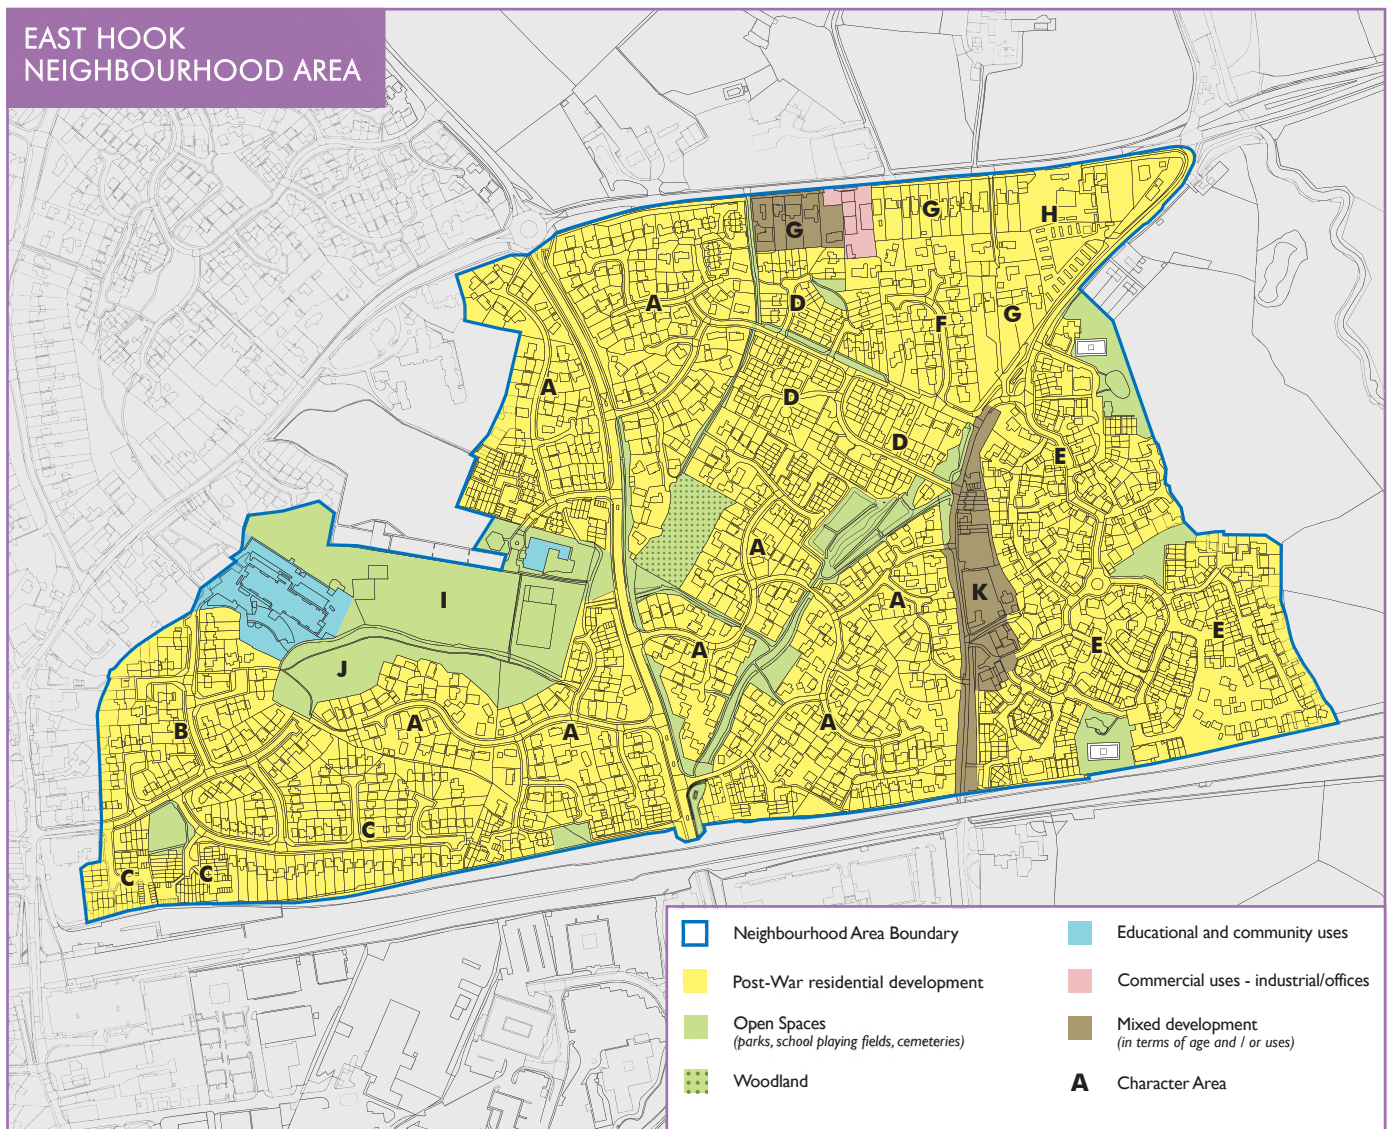 EAST HOOK
NEIGHBOURHOOD AREA
G
G
H
A
D
G
F
A
D
D
E
A
I
A
K
E
A
E
J
A
B
A
A
A
C
C
C
Neighbourhood Area Boundary
Post-War residential development
Open Spaces
(parks, school playing fields, cemeteries)
Woodland
Educational and community uses
Commercial uses - industrial/offices
Mixed development
(in terms of age and / or uses)
A Character Area